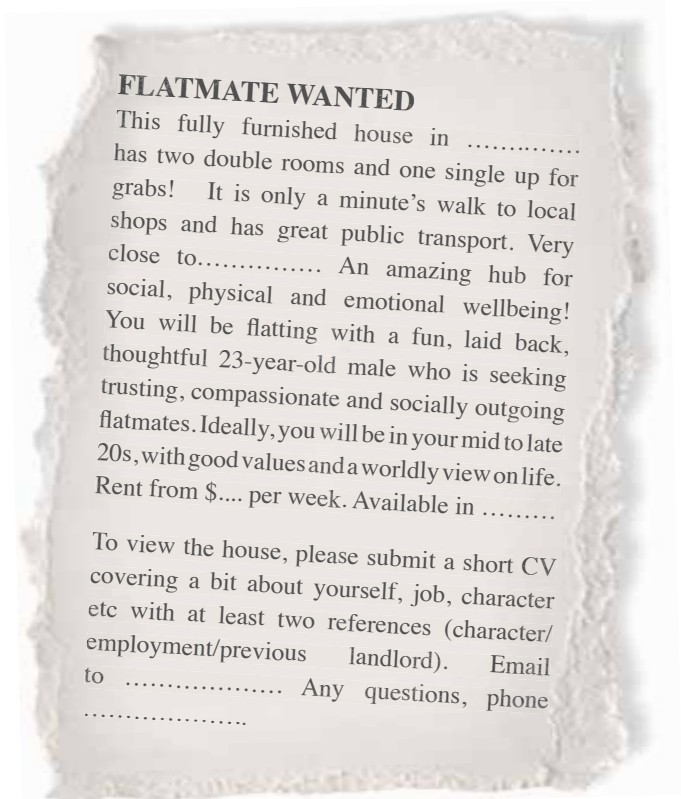 FLATMATE WANTED
This fully furnished house in ..............
has two double rooms and one single up for
grabs! It is only a minute's walk to local
shops and has great public transport. Very
close to............... An amazing hub for
social, physical and emotional wellbeing!
You will be flatting with a fun, laid back,
thoughtful 23-year-old male who is seeking
trusting, compassionate and socially outgoing
flatmates. Ideally, you will be in your mid to late
20s, with good values and a worldly view on life.
Rent from $.... per week. Available in .........
To view the house, please submit a short CV
covering a bit about yourself, job, character
etc with at least two references (character/
employment/previous landlord). Email
to ................... Any questions, phone
....................